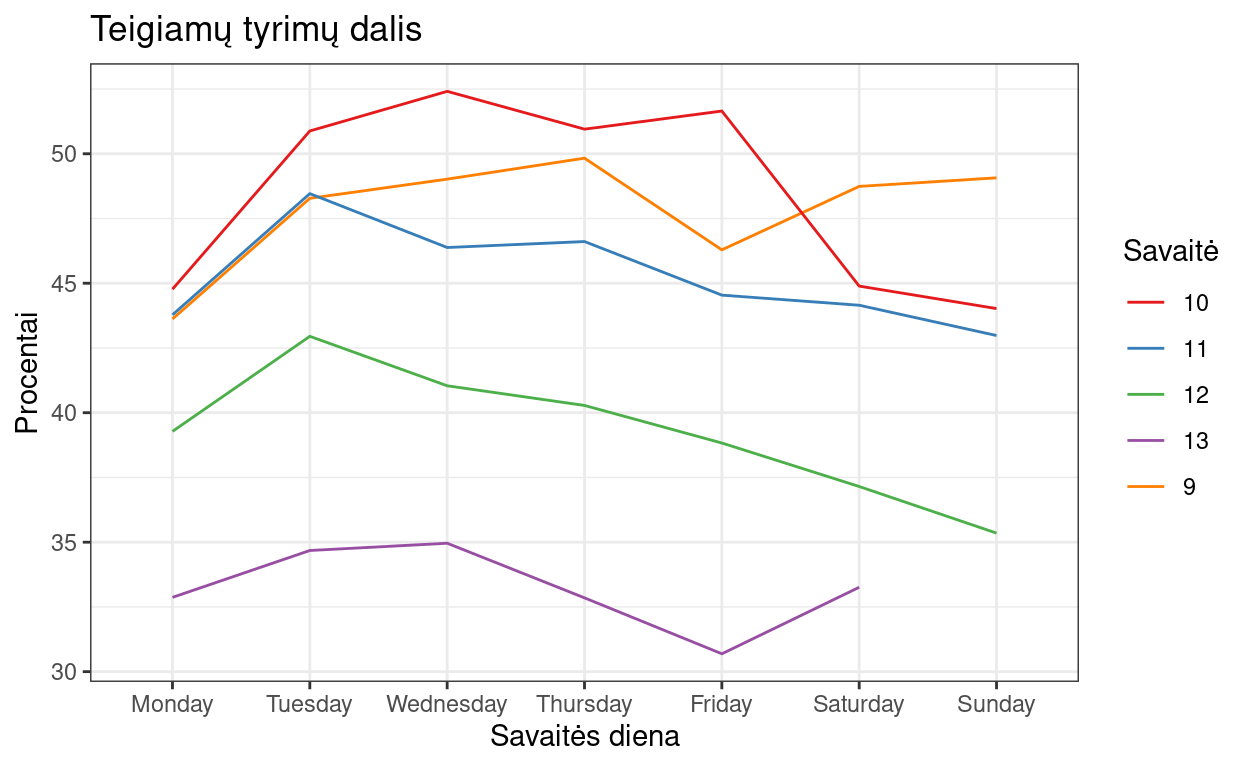 Teigiamų tyrimų dalis
Procentai
50
45
40
35
30
Monday Tuesday Wednesday Thursday Friday Saturday Sunday
Savaitės diena
Savaitė
10
11
12
13
9